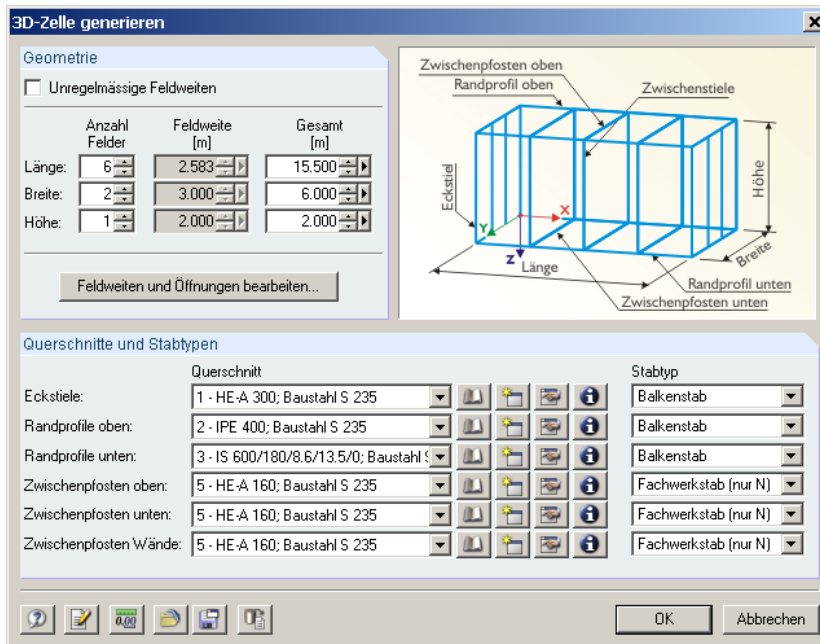 3D-Zelle generieren
Geometrie
Unregelmässige Feldweiten
Anzahl Felder
Feldweite [m]
Gesamt [m]
Länge: 6 2.583 15.500
Breite: 2 3.000 6.000
Höhe: 1 2.000 2.000
Feldweiten und Öffnungen bearbeiten...
Zwischenpfosten oben
Randprofil oben
Zwischenstiele
Eckstiel
Höhe
Y
X
Z
Länge
Breite
Randprofil unten
Zwischenpfosten unten
Querschnitte und Stabtypen
Querschnitt Stabtyp
Eckstiele: 1 - HE-A 300; Baustahl S 235 Balkenstab
Randprofile oben: 2 - IPE 400; Baustahl S 235 Balkenstab
Randprofile unten: 3 - IS 600/180/8.6/13.5/0; Baustahl Balkenstab
Zwischenpfosten oben: 5 - HE-A 160; Baustahl S 235 Fachwerkstab (nur N)
Zwischenpfosten unten: 5 - HE-A 160; Baustahl S 235 Fachwerkstab (nur N)
Zwischenpfosten Wände: 5 - HE-A 160; Baustahl S 235 Fachwerkstab (nur N)
0.00
OK Abbrechen